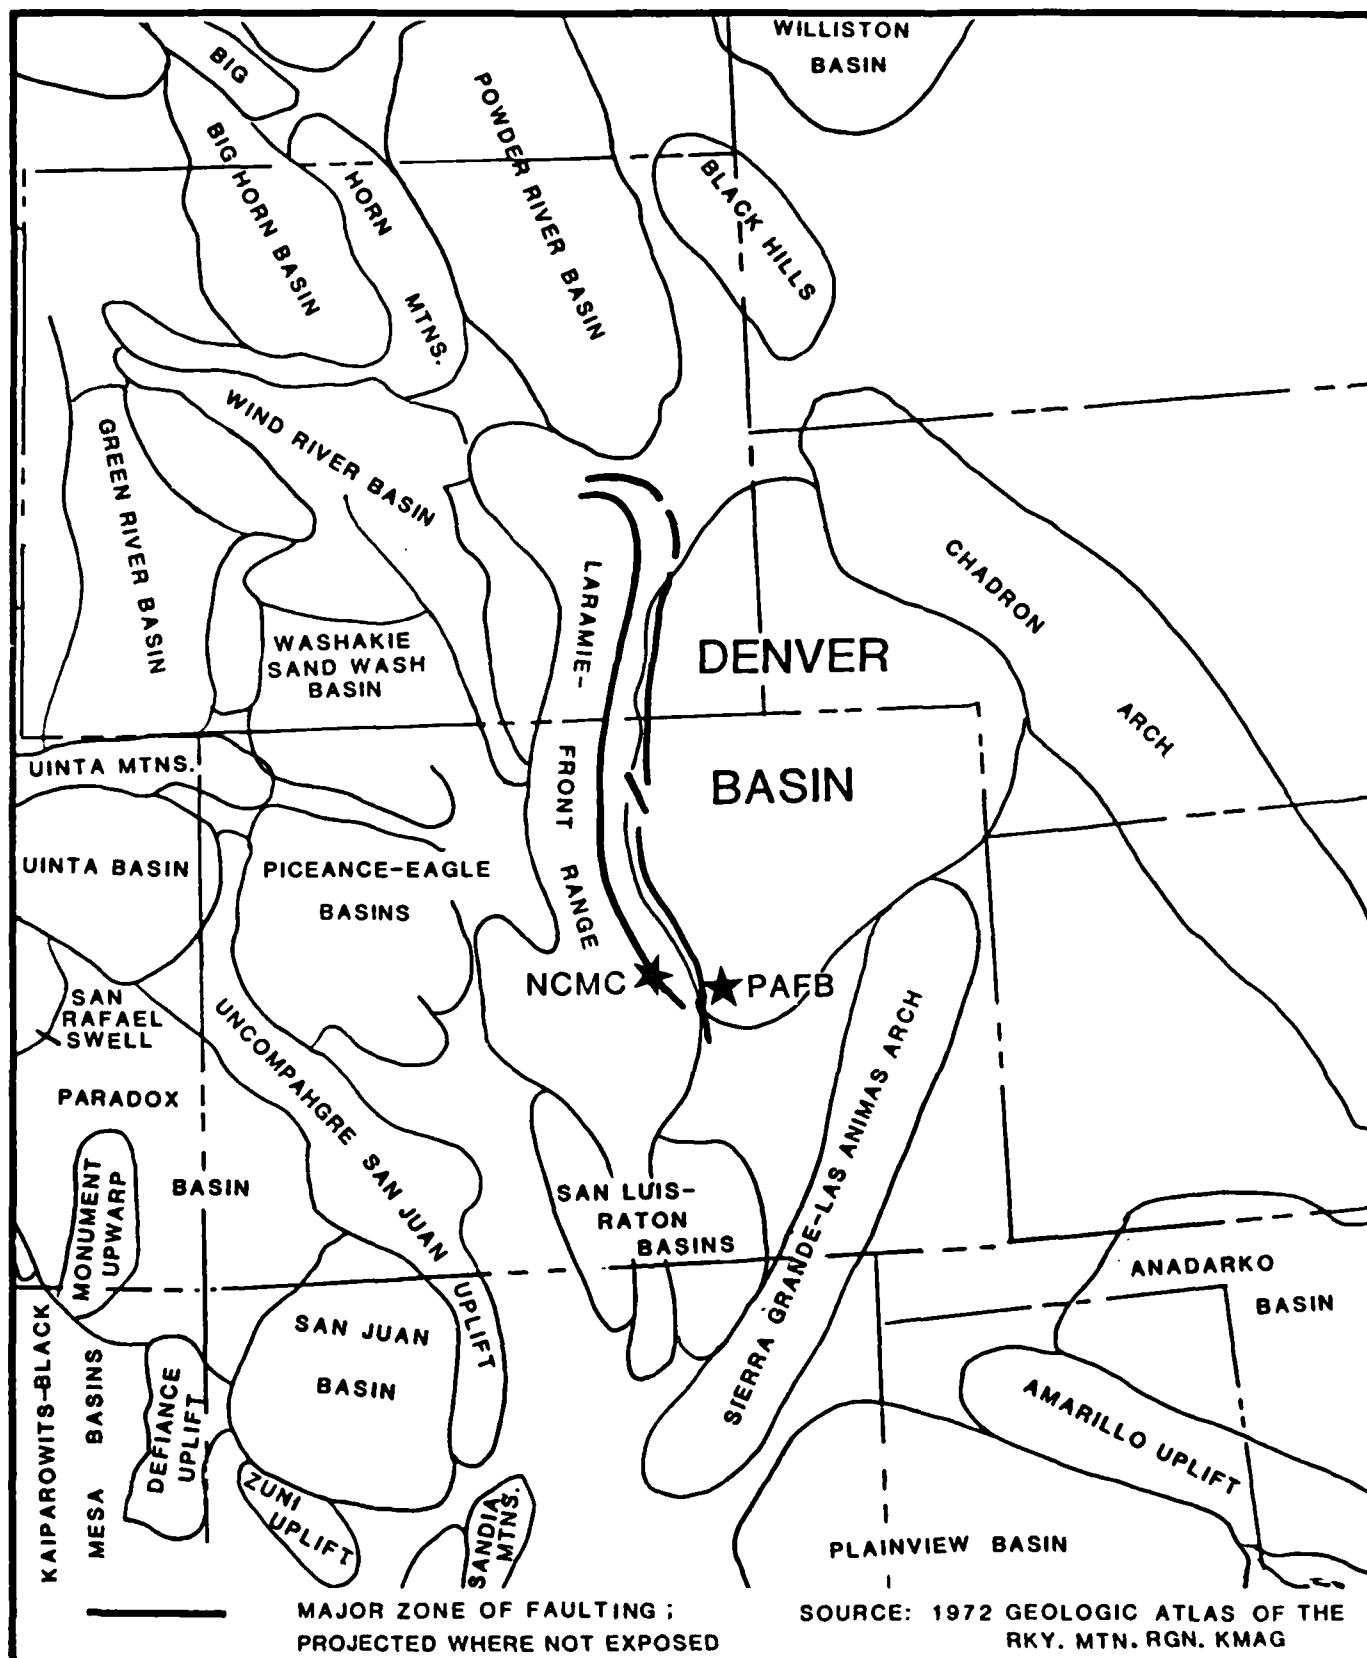 WILLISTON
BASIN
BIG
HORN
MTNS.
BIG HORN BASIN
POWDER RIVER BASIN
BLACK HILLS
WIND RIVER BASIN
GREEN RIVER BASIN
CHADRON
ARCH
LARAMIE-
FRONT RANGE
WASHAKIE
SAND WASH
BASIN
DENVER
BASIN
UINTA MTNS.
UINTA BASIN
PICEANCE-EAGLE
BASINS
NCMC
PAFB
SAN
RAFAEL
SWELL
UNCOMPAHGRE SAN JUAN UPLIFT
PARADOX
BASIN
MONUMENT
UPWARP
SAN LUIS-
RATON
BASINS
SIERRA GRANDE-LAS ANIMAS ARCH
ANADARKO
BASIN
SAN JUAN
BASIN
KAIPAROWITS-BLACK
MESA BASINS
DEFIANCE
UPLIFT
ZUNI
UPLIFT
SANDIA
MTNS.
AMARILLO UPLIFT
PLAINVIEW BASIN
MAJOR ZONE OF FAULTING ;
PROJECTED WHERE NOT EXPOSED
SOURCE: 1972 GEOLOGIC ATLAS OF THE
RKY. MTN. RGN. KMAG